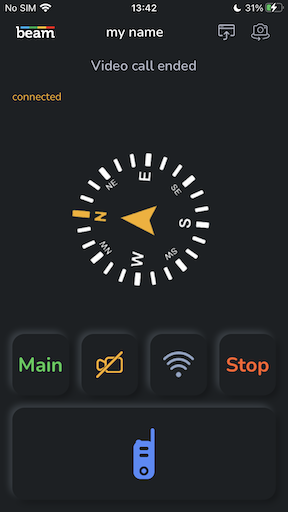 No SIM 13:42 31%
beam my name
Video call ended
connected
E
NE SE
N S
NW SW
W
Main Stop